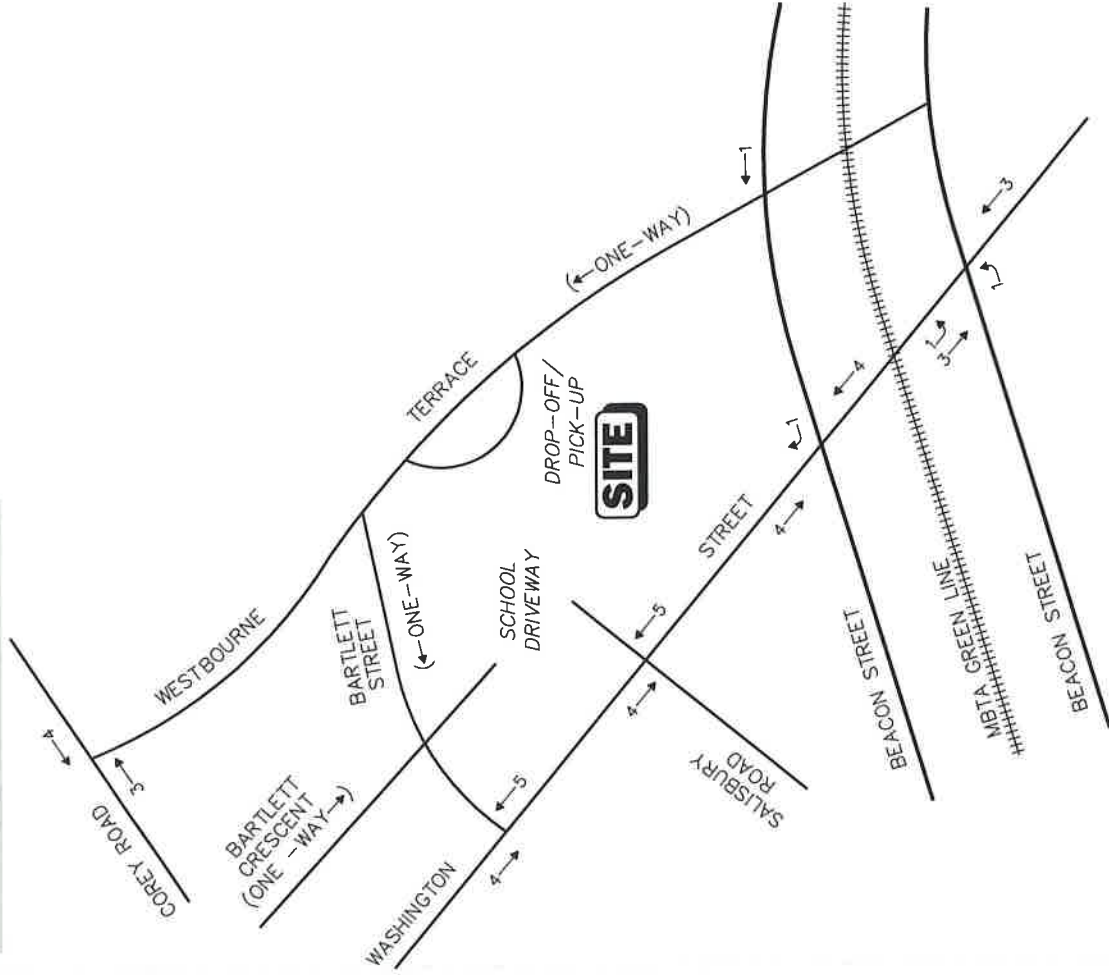 4
3
COREY ROAD
WESTBOURNE
TERRACE
(←ONE-WAY)
←1
BARTLETT
STREET
(←ONE-WAY)
BARTLETT
CRESCENT
(ONE -WAY→)
SCHOOL
DRIVEWAY
DROP-OFF/
PICK-UP
SITE
WASHINGTON
STREET
4→
←5
4→
←5
SALISBURY
ROAD
4→
1
←4
1
3→
1
←3
BEACON STREET
MBTA GREEN LINE
BEACON STREET